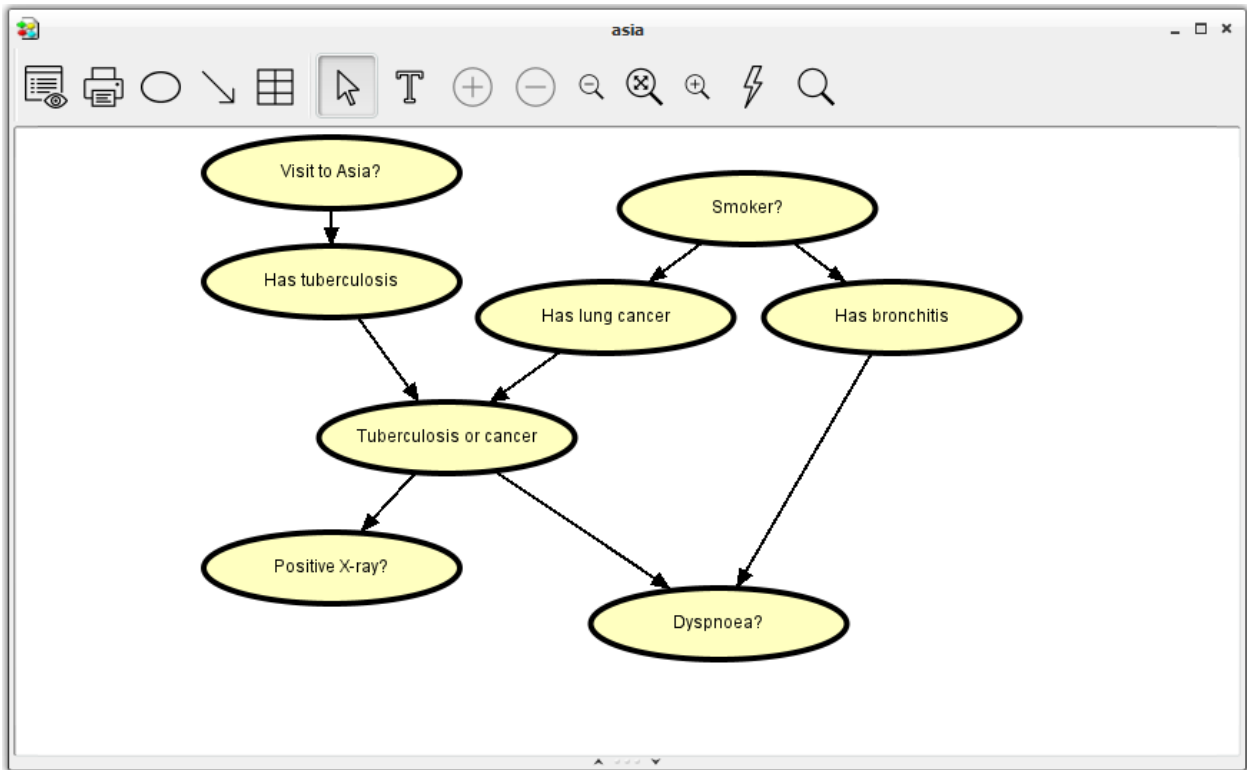 asia
Visit to Asia?
Smoker?
Has tuberculosis
Has lung cancer
Has bronchitis
Tuberculosis or cancer
Positive X-ray?
Dyspnoea?